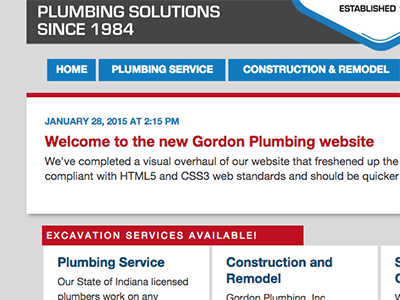 PLUMBING SOLUTIONS
SINCE 1984
ESTABLISHED
HOME
PLUMBING SERVICE
CONSTRUCTION & REMODEL
JANUARY 28, 2015 AT 2:15 PM
Welcome to the new Gordon Plumbing website
We've completed a visual overhaul of our website that freshened up the
compliant with HTML5 and CSS3 web standards and should be quicker
EXCAVATION SERVICES AVAILABLE!
Plumbing Service
Our State of Indiana licensed
plumbers work on any
Construction and
Remodel
Gordon Plumbing, Inc.